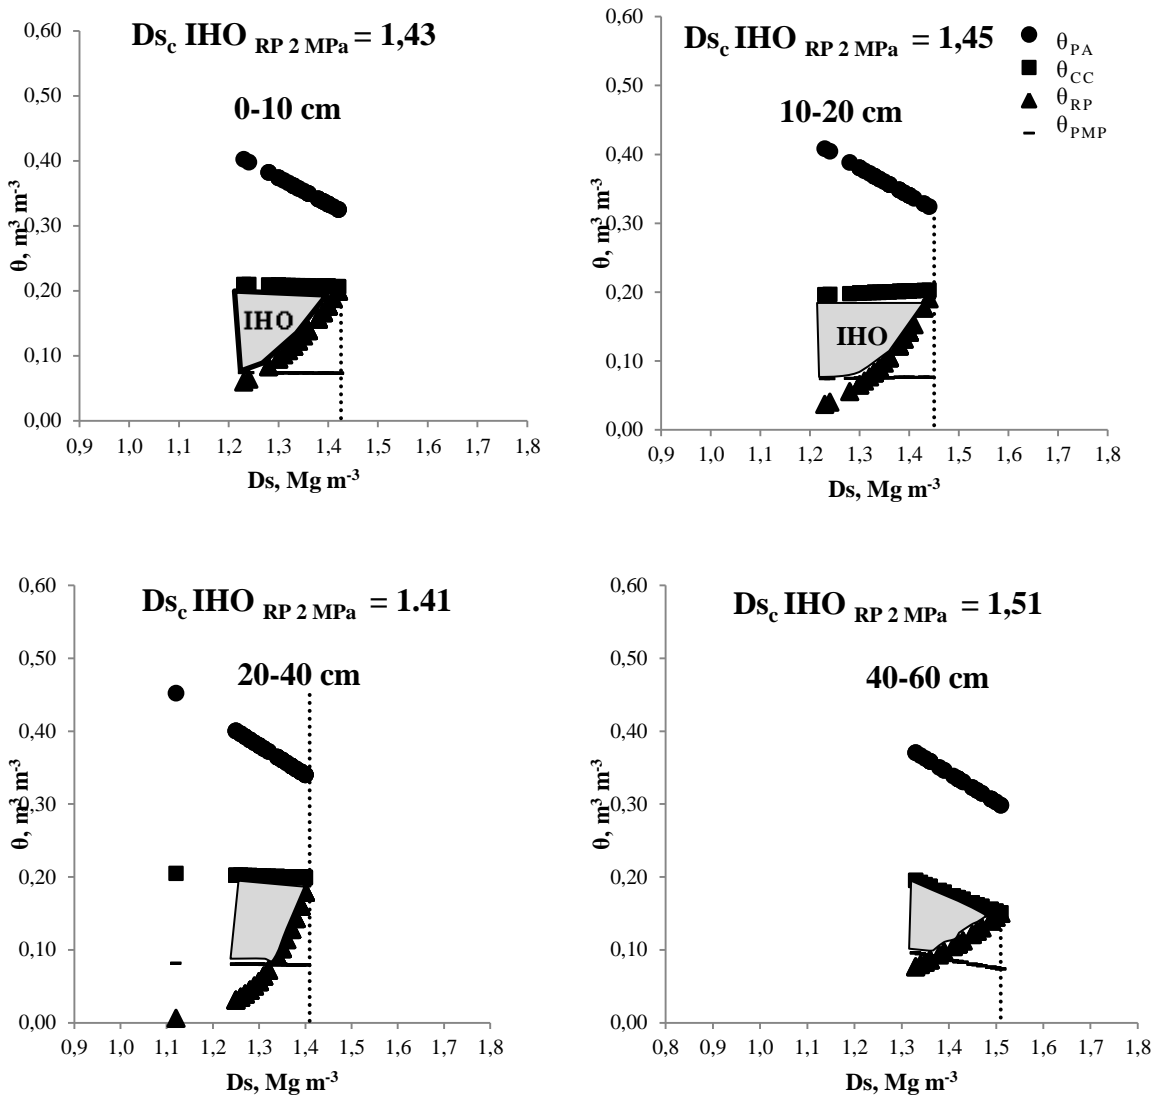 Ds_c IHO _RP 2 MPa = 1,43
0-10 cm
0,60
0,50
0,40
0,30
0,20
0,10
0,00
θ, m³ m⁻³
IHO
0,9 1,0 1,1 1,2 1,3 1,4 1,5 1,6 1,7 1,8
Ds, Mg m⁻³
Ds_c IHO _RP 2 MPa = 1,45
10-20 cm
θ_PA
θ_CC
θ_RP
θ_PMP
0,60
0,50
0,40
0,30
0,20
0,10
0,00
θ, m³ m⁻³
IHO
0,9 1,0 1,1 1,2 1,3 1,4 1,5 1,6 1,7 1,8
Ds, Mg m⁻³
Ds_c IHO _RP 2 MPa = 1.41
20-40 cm
0,60
0,50
0,40
0,30
0,20
0,10
0,00
θ, m³ m⁻³
0,9 1,0 1,1 1,2 1,3 1,4 1,5 1,6 1,7 1,8
Ds, Mg m⁻³
Ds_c IHO _RP 2 MPa = 1,51
40-60 cm
0,60
0,50
0,40
0,30
0,20
0,10
0,00
θ, m³ m⁻³
0,8 0,9 1,0 1,1 1,2 1,3 1,4 1,5 1,6 1,7 1,8
Ds, Mg m⁻³